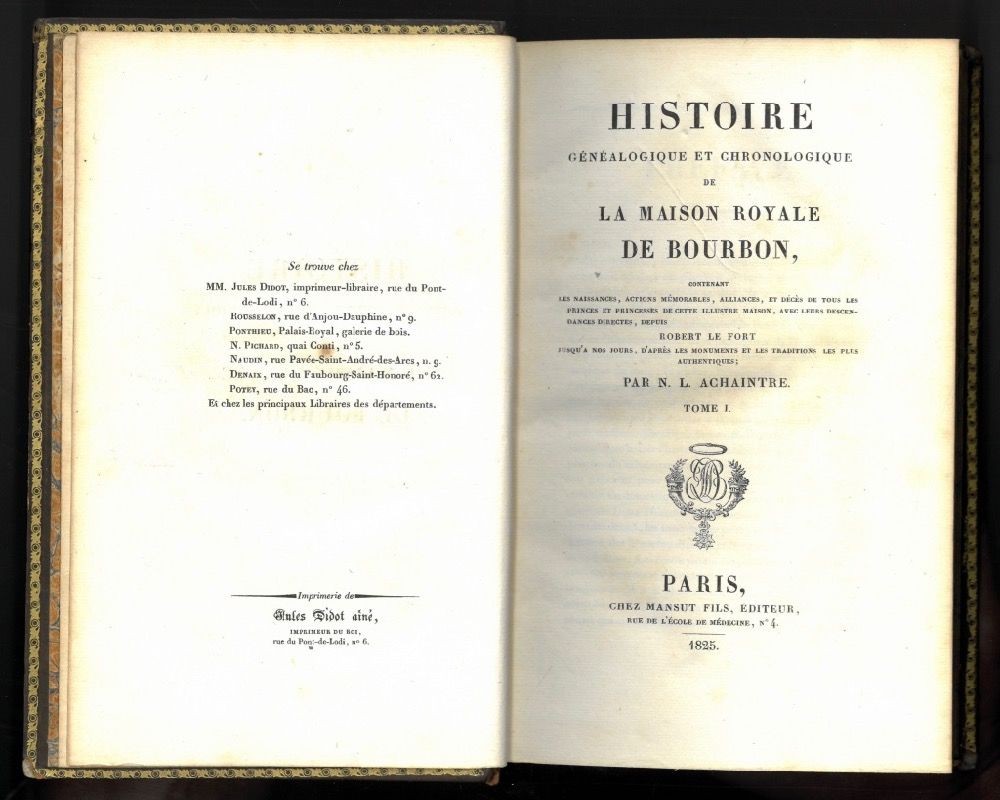 Se trouve chez
MM. Jules Didot, imprimeur-libraire, rue du Pont-
de-Lodi, n° 6.
Rousselon, rue d'Anjou-Dauphine, n° 9.
Ponthieu, Palais-Royal, galerie de bois.
N. Pichard, quai Conti, n° 5.
Naudin, rue Pavée-Saint-André-des-Arcs, n. 9.
Denaix, rue du Faubourg-Saint-Honoré, n° 62.
Potey, rue du Bac, n° 46.
Et chez les principaux Libraires des départements.
Imprimerie de
Jules Didot aîné,
IMPRIMEUR DU ROI,
rue du Pont-de-Lodi, n° 6.
HISTOIRE
GÉNÉALOGIQUE ET CHRONOLOGIQUE
DE
LA MAISON ROYALE
DE BOURBON,
CONTENANT
LES NAISSANCES, ACTIONS MÉMORABLES, ALLIANCES, ET DÉCÈS DE TOUS LES
PRINCES ET PRINCESSES DE CETTE ILLUSTRE MAISON, AVEC LEURS DESCEN-
DANCES DIRECTES, DEPUIS
ROBERT LE FORT
JUSQU'A NOS JOURS, D'APRÈS LES MONUMENTS ET LES TRADITIONS LES PLUS
AUTHENTIQUES;
PAR N. L. ACHAINTRE.
TOME I.
PARIS,
CHEZ MANSUT FILS, EDITEUR,
RUE DE L'ÉCOLE DE MÉDECINE, N° 4.
1825.